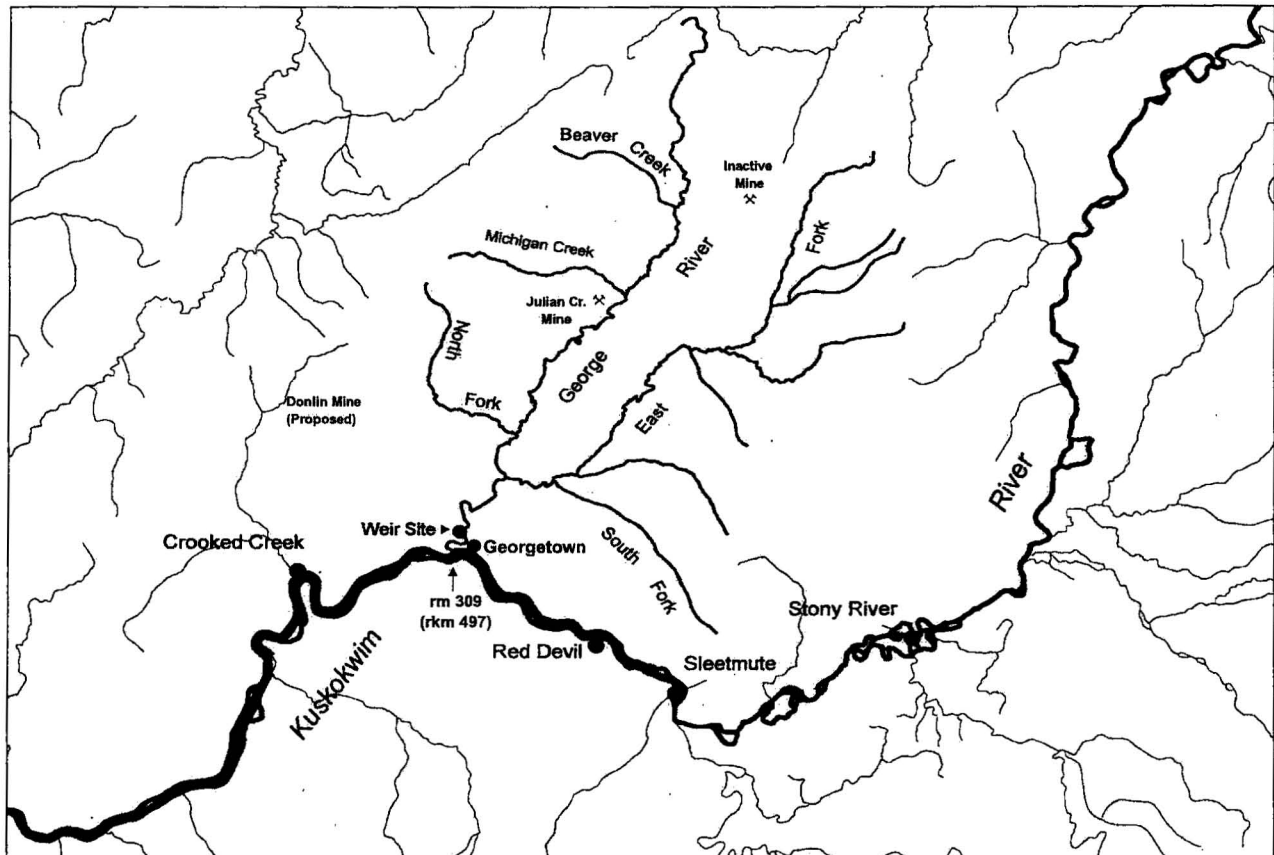 Beaver
Creek
Inactive
Mine
Fork
Michigan Creek
River
Julian Cr.
Mine
North
George
River
Donlin Mine
(Proposed)
Fork
East
Weir Site
Georgetown
Crooked Creek
South
Fork
rm 309
(rkm 497)
Stony River
Red Devil
Sleetmute
Kuskokwim